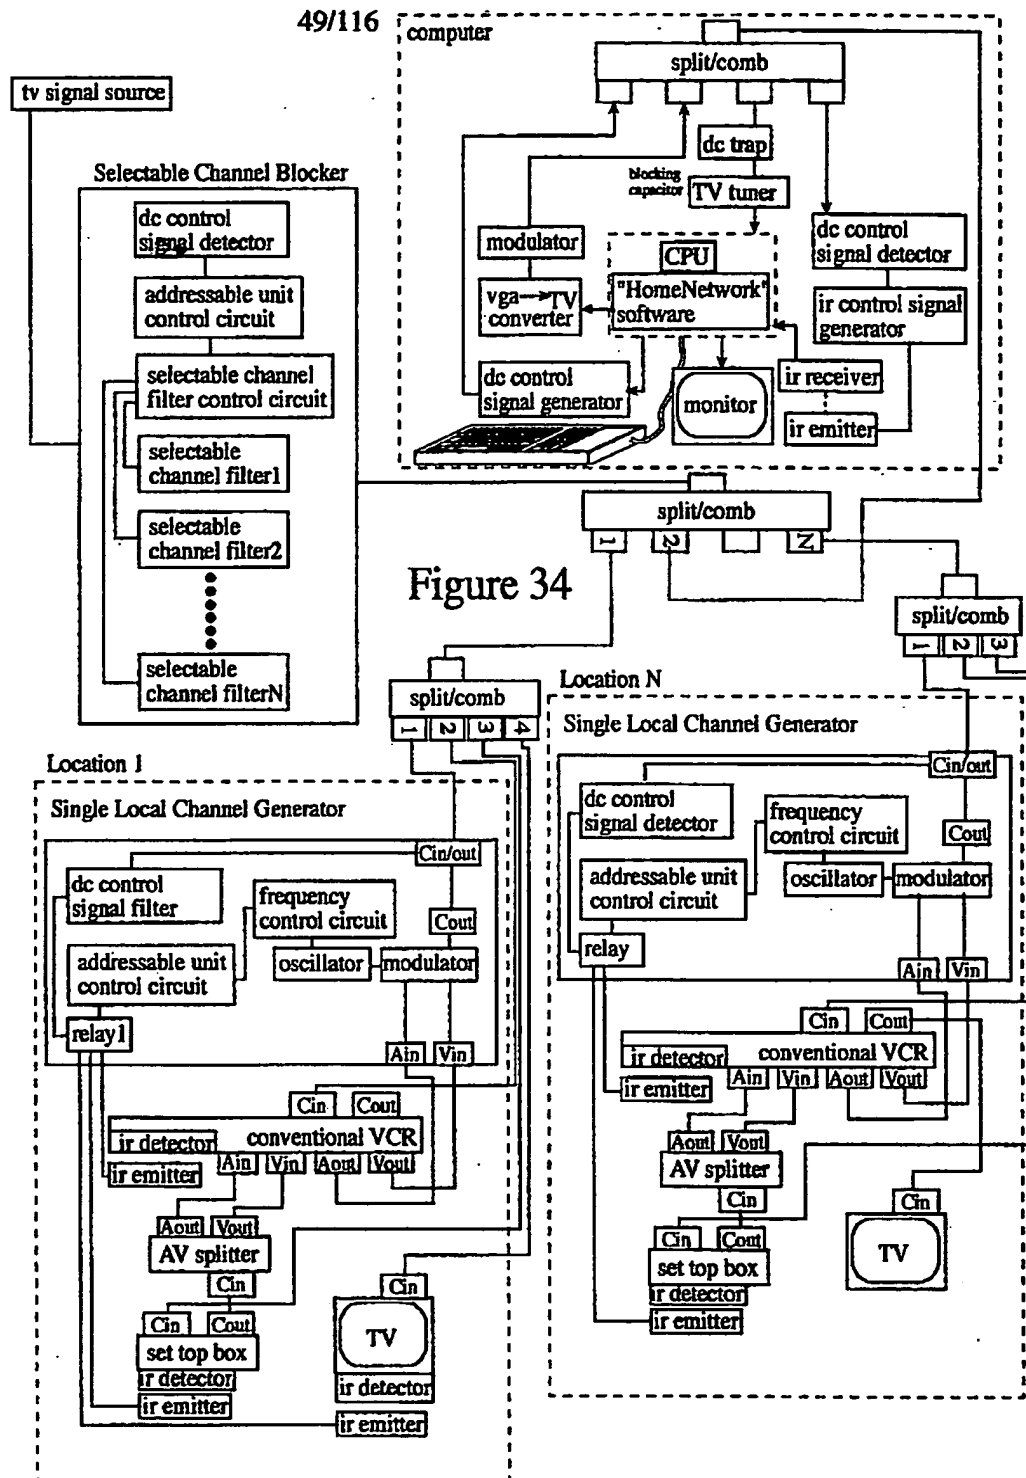 49/116
computer
split/comb
tv signal source
dc trap
blocking
capacitor
TV tuner
Selectable Channel Blocker
dc control
signal detector
addressable unit
control circuit
selectable channel
filter control circuit
selectable
channel filter1
selectable
channel filter2
selectable
channel filterN
modulator
vga→TV
converter
CPU
"HomeNetwork"
software
dc control
signal detector
ir control signal
generator
dc control
signal generator
monitor
ir receiver
ir emitter
split/comb
1
2
N
Figure 34
split/comb
1
2
3
4
split/comb
1
2
3
Location 1
Single Local Channel Generator
Cin/out
dc control
signal filter
frequency
control circuit
Cout
addressable unit
control circuit
oscillator
modulator
relay1
Ain
Vin
Cin
Cout
ir detector
conventional VCR
ir emitter
Ain
Vin
Aout
Vout
Aout
Vout
AV splitter
Cin
Cin
Cout
set top box
ir detector
ir emitter
Cin
TV
ir detector
ir emitter
Location N
Single Local Channel Generator
Cin/out
dc control
signal detector
frequency
control circuit
Cout
addressable unit
control circuit
oscillator
modulator
relay
Ain
Vin
Cin
Cout
ir detector
conventional VCR
ir emitter
Ain
Vin
Aout
Vout
Aout
Vout
AV splitter
Cin
Cin
Cout
set top box
ir detector
ir emitter
Cin
TV